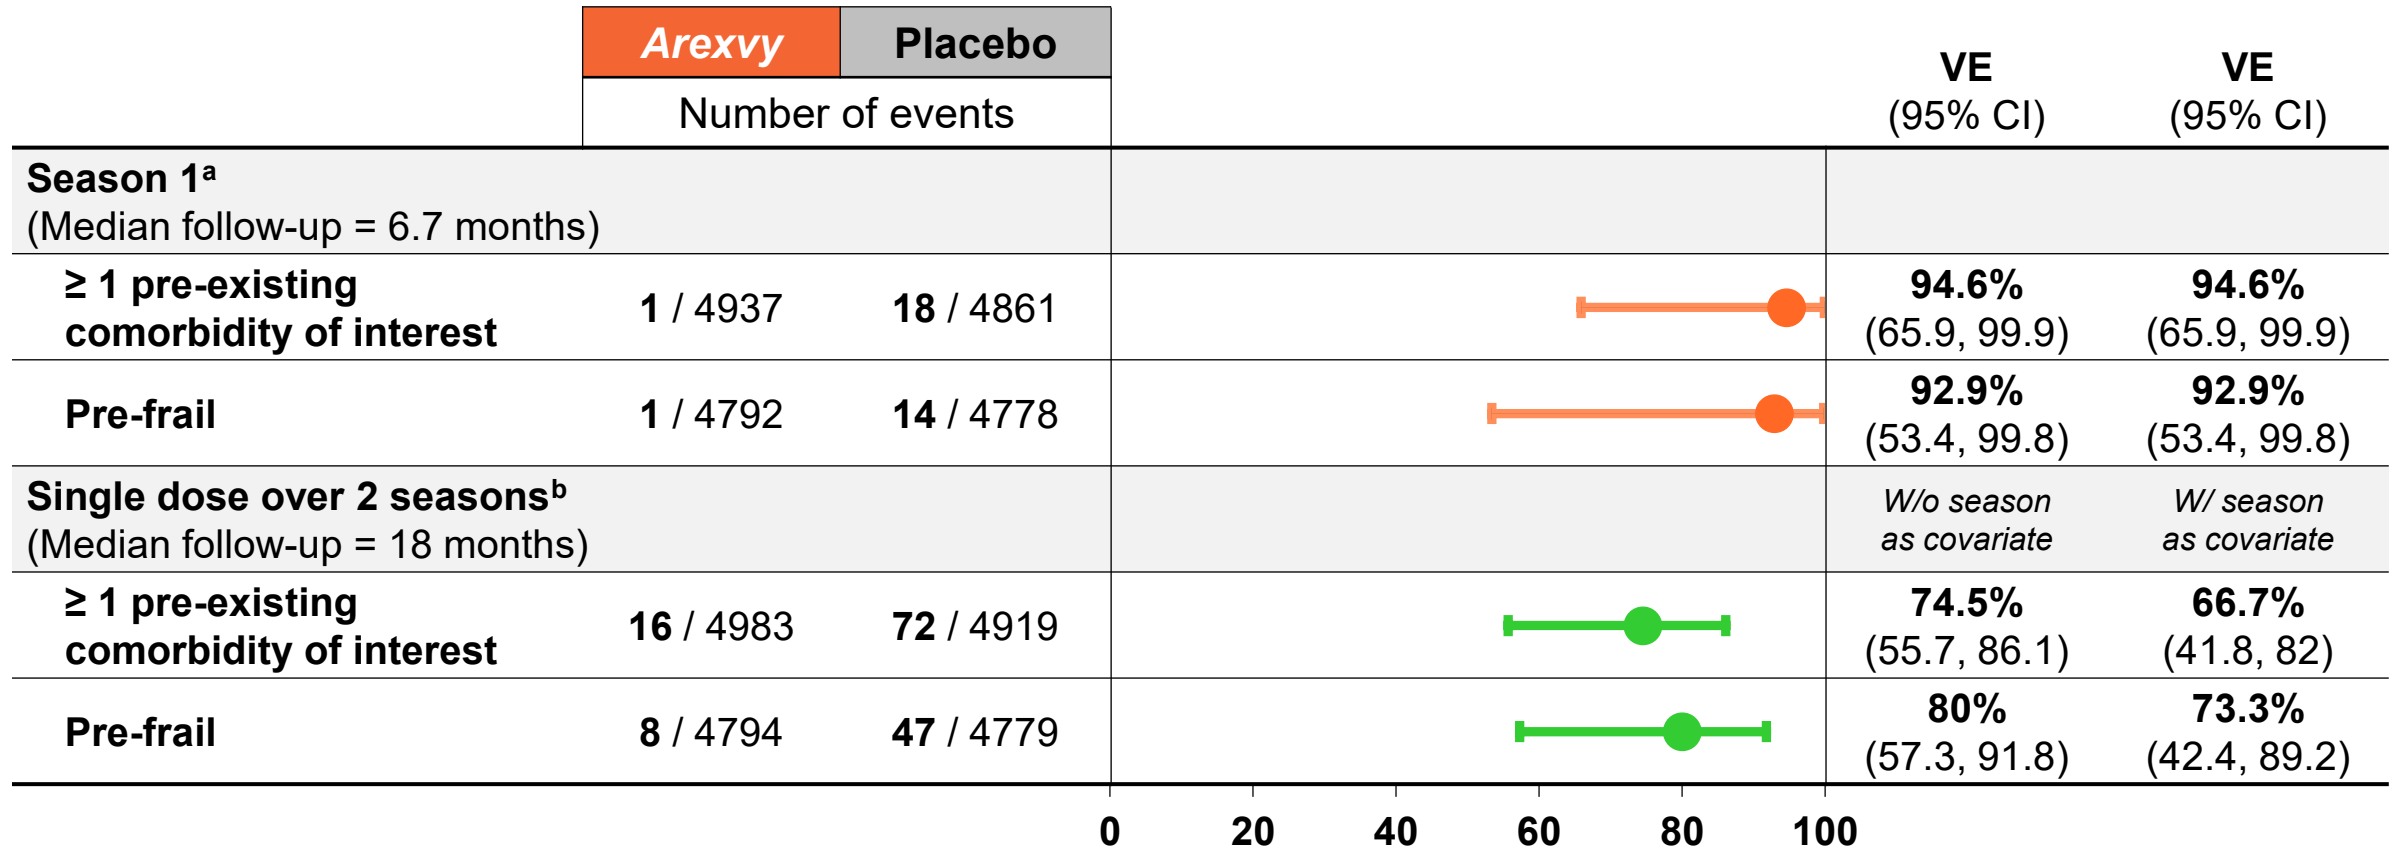 Arexvy Placebo
Number of events
VE VE
(95% CI) (95% CI)
Season 1ᵃ
(Median follow-up = 6.7 months)
≥ 1 pre-existing
comorbidity of interest
1 / 4937 18 / 4861
94.6% 94.6%
(65.9, 99.9) (65.9, 99.9)
Pre-frail
1 / 4792 14 / 4778
92.9% 92.9%
(53.4, 99.8) (53.4, 99.8)
Single dose over 2 seasonsᵇ
(Median follow-up = 18 months)
W/o season W/ season
as covariate as covariate
≥ 1 pre-existing
comorbidity of interest
16 / 4983 72 / 4919
74.5% 66.7%
(55.7, 86.1) (41.8, 82)
Pre-frail
8 / 4794 47 / 4779
80% 73.3%
(57.3, 91.8) (42.4, 89.2)
0 20 40 60 80 100